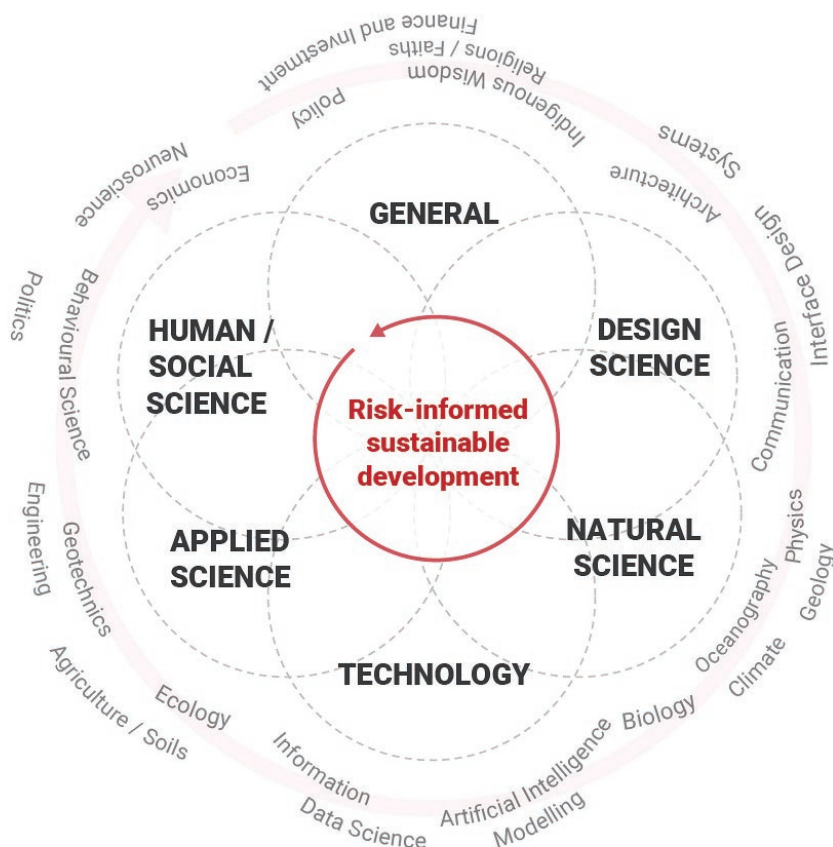 Finance and Investment
Religions / Faiths
Indigenous Wisdom
Policy
Systems
Architecture
Interface Design
Communication
Neuroscience
Economics
Politics
Behavioural Science
GENERAL
HUMAN /
SOCIAL
SCIENCE
DESIGN
SCIENCE
Risk-informed
sustainable
development
APPLIED
SCIENCE
NATURAL
SCIENCE
TECHNOLOGY
Physics
Geology
Oceanography
Climate
Biology
Engineering
Geotechnics
Agriculture / Soils
Ecology
Information
Data Science
Artificial Intelligence
Modelling